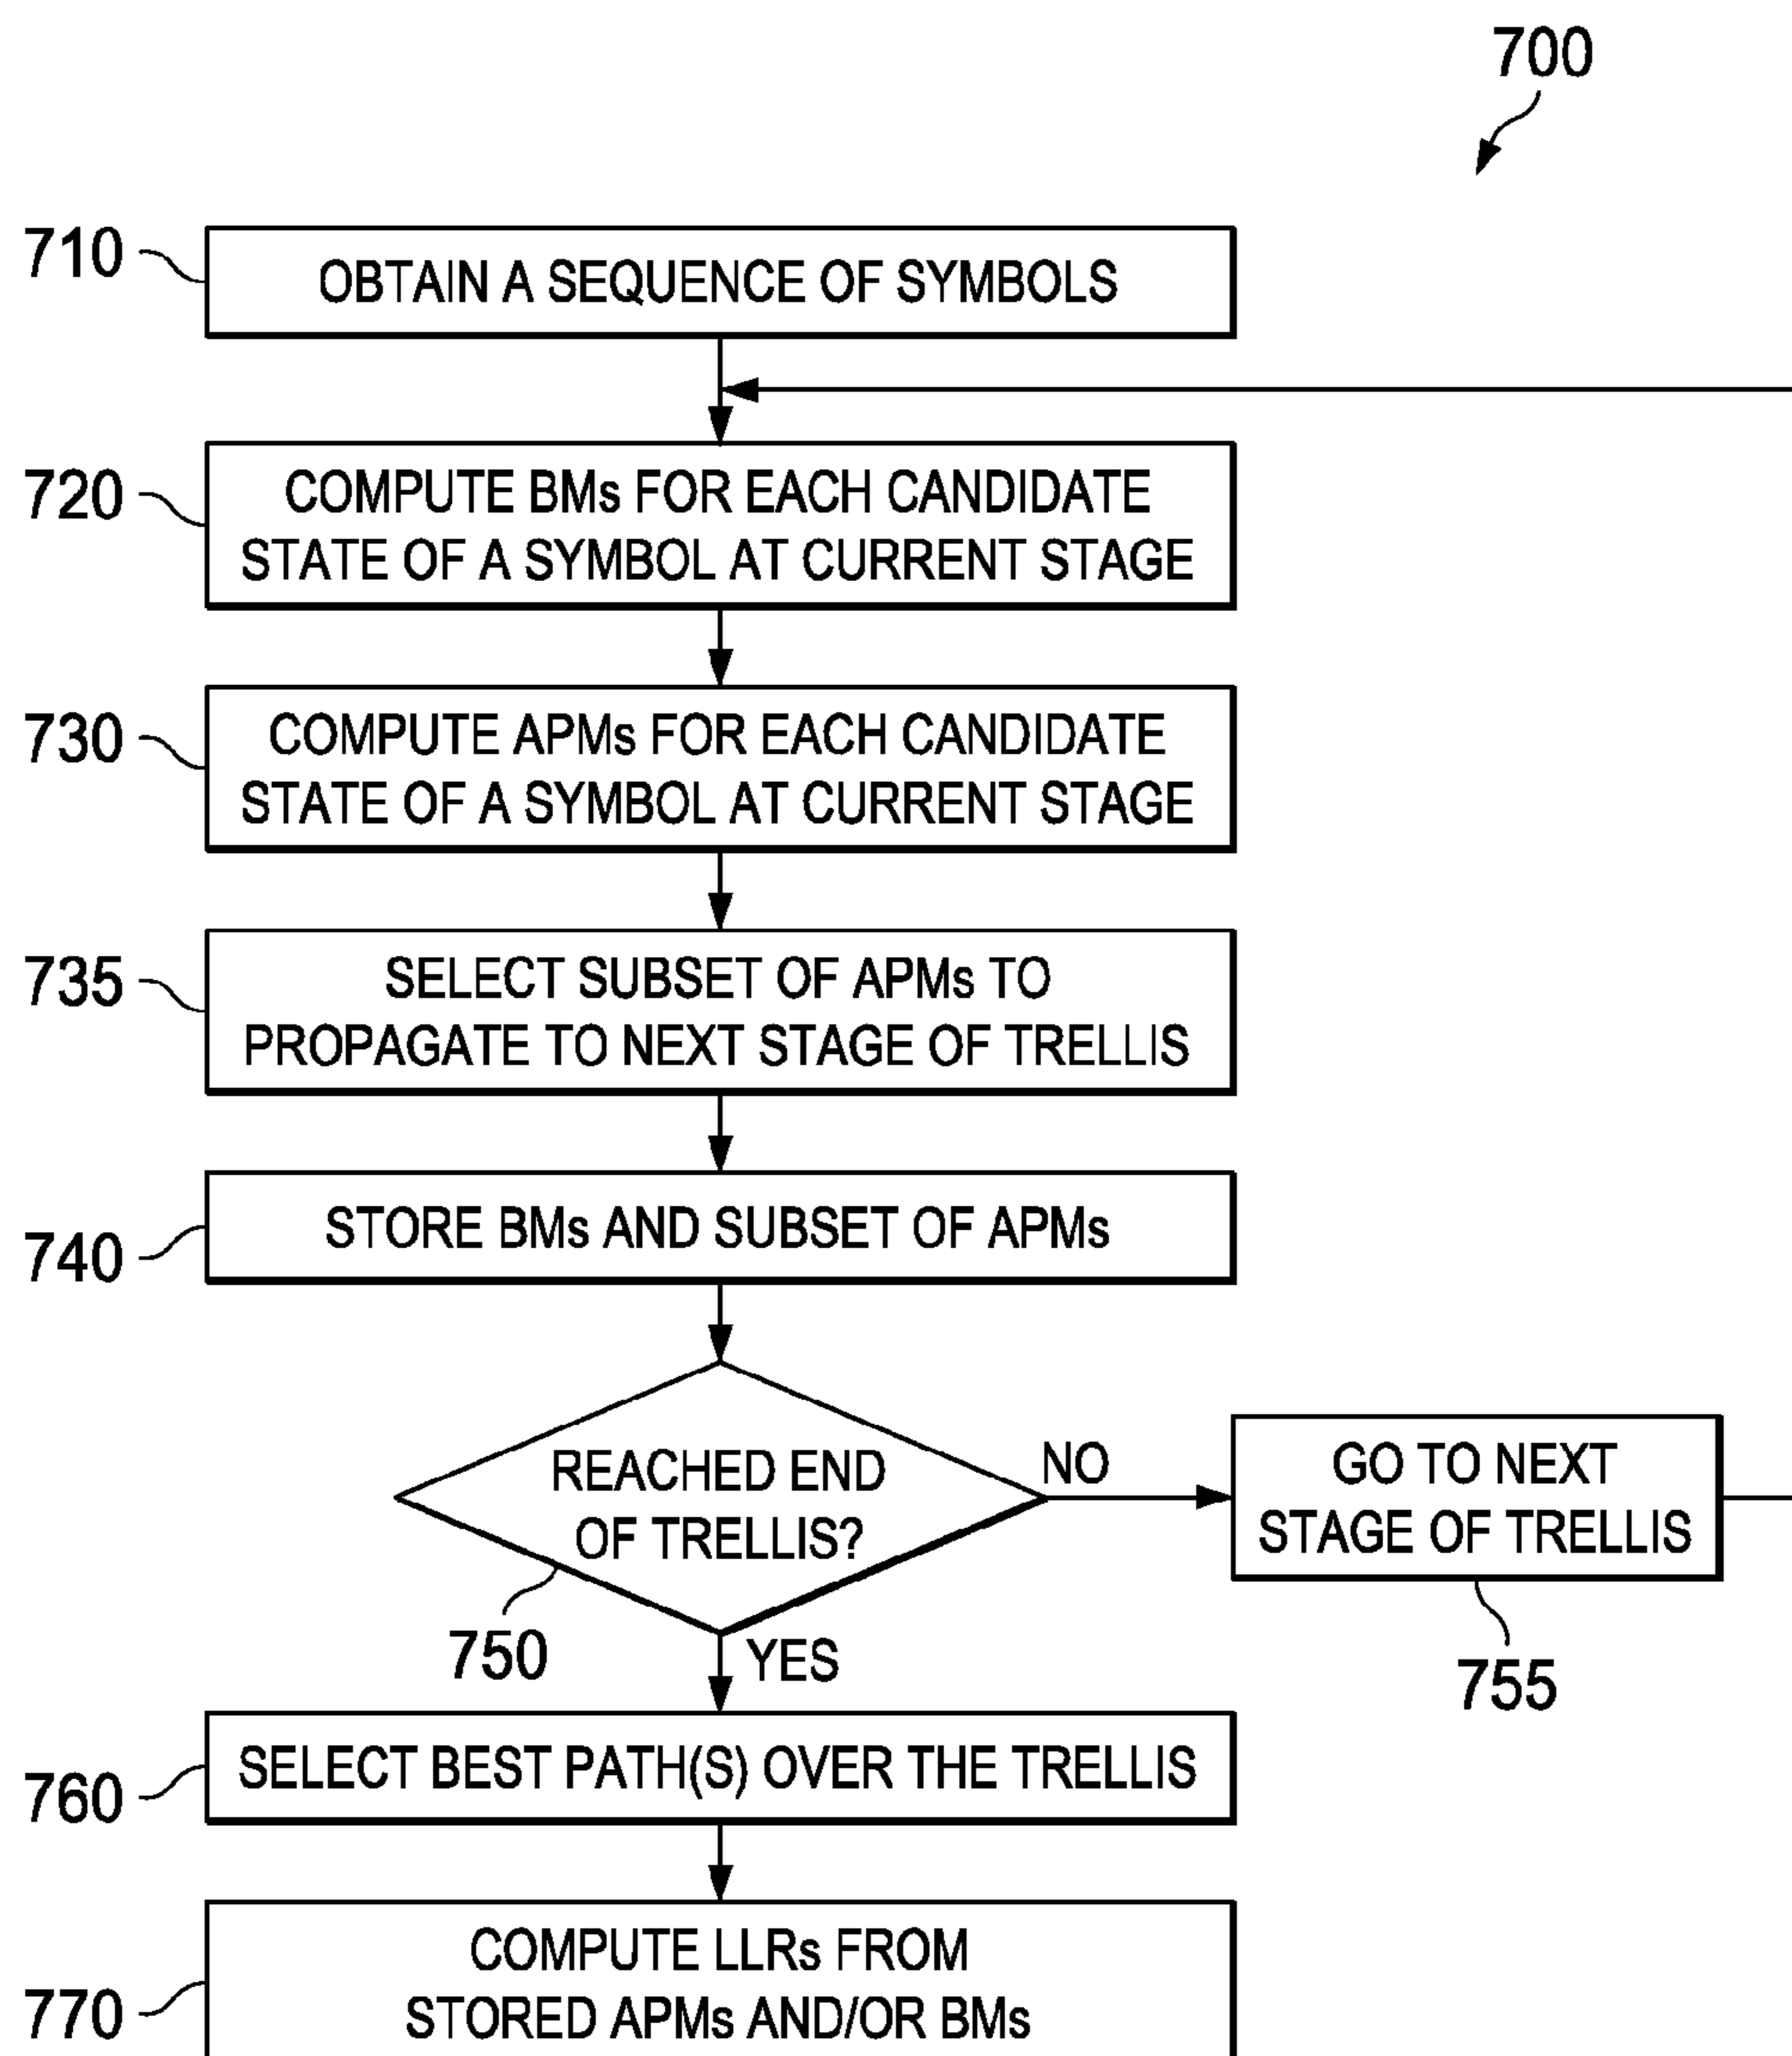 700
710
OBTAIN A SEQUENCE OF SYMBOLS
720
COMPUTE BMs FOR EACH CANDIDATE
STATE OF A SYMBOL AT CURRENT STAGE
730
COMPUTE APMs FOR EACH CANDIDATE
STATE OF A SYMBOL AT CURRENT STAGE
735
SELECT SUBSET OF APMs TO
PROPAGATE TO NEXT STAGE OF TRELLIS
740
STORE BMs AND SUBSET OF APMs
REACHED END
OF TRELLIS?
750
NO
GO TO NEXT
STAGE OF TRELLIS
755
YES
760
SELECT BEST PATH(S) OVER THE TRELLIS
770
COMPUTE LLRs FROM
STORED APMs AND/OR BMs